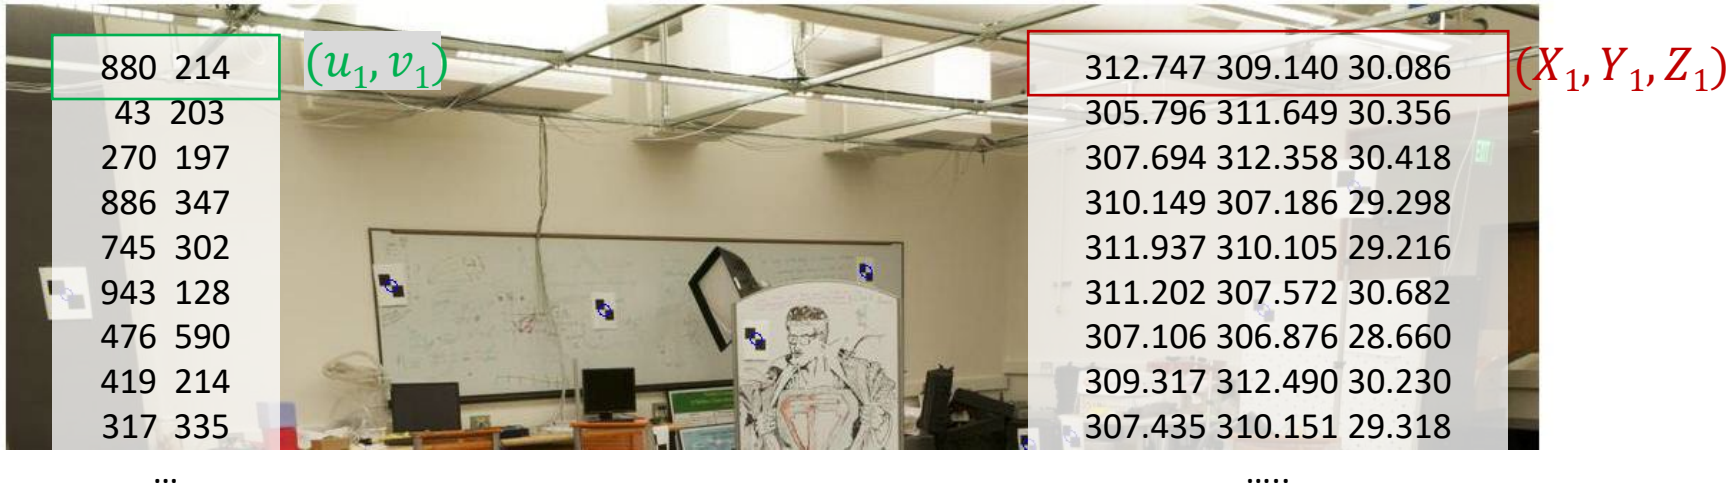 880 214
(u₁, v₁)
312.747 309.140 30.086
(X₁, Y₁, Z₁)
43 203
305.796 311.649 30.356
270 197
307.694 312.358 30.418
886 347
310.149 307.186 29.298
745 302
311.937 310.105 29.216
943 128
311.202 307.572 30.682
476 590
307.106 306.876 28.660
419 214
309.317 312.490 30.230
317 335
307.435 310.151 29.318
...
.....